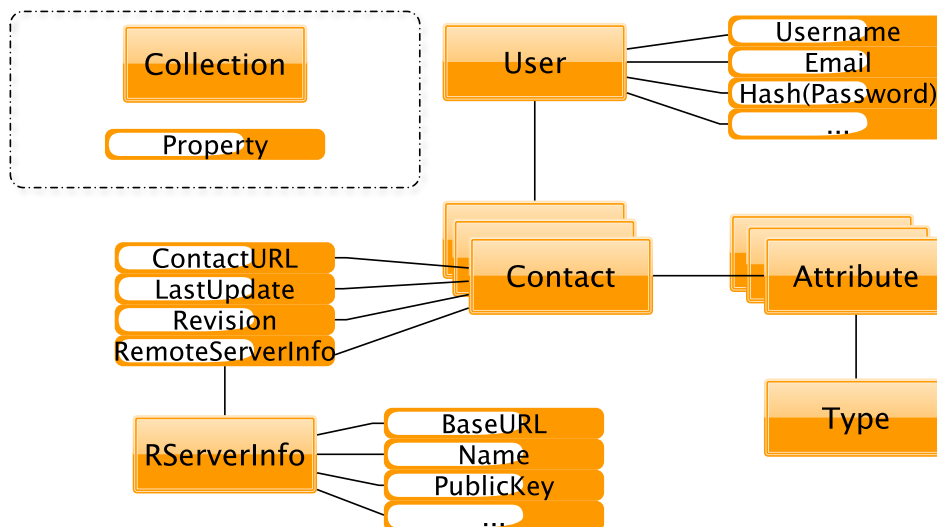 Collection
Property
User
Username
Email
Hash(Password)
...
Contact
ContactURL
LastUpdate
Revision
RemoteServerInfo
Attribute
Type
RServerInfo
BaseURL
Name
PublicKey
...